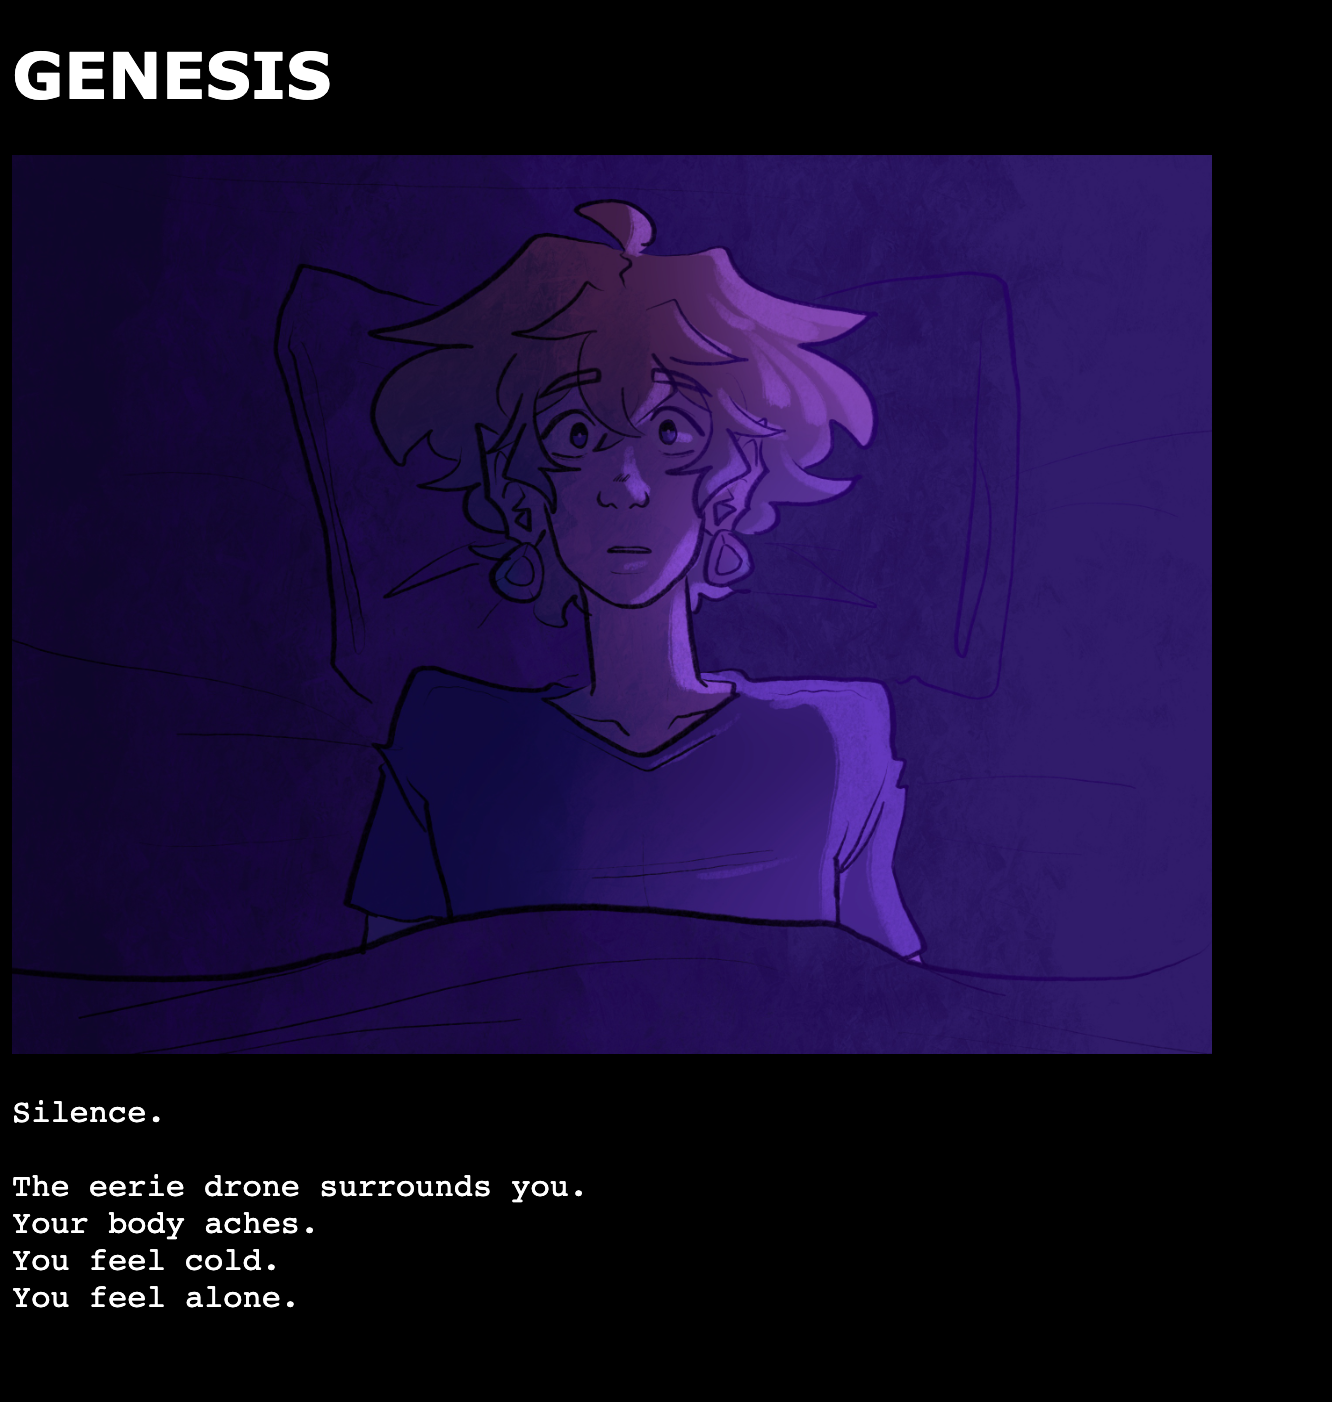 GENESIS
Silence.
The eerie drone surrounds you.
Your body aches.
You feel cold.
You feel alone.